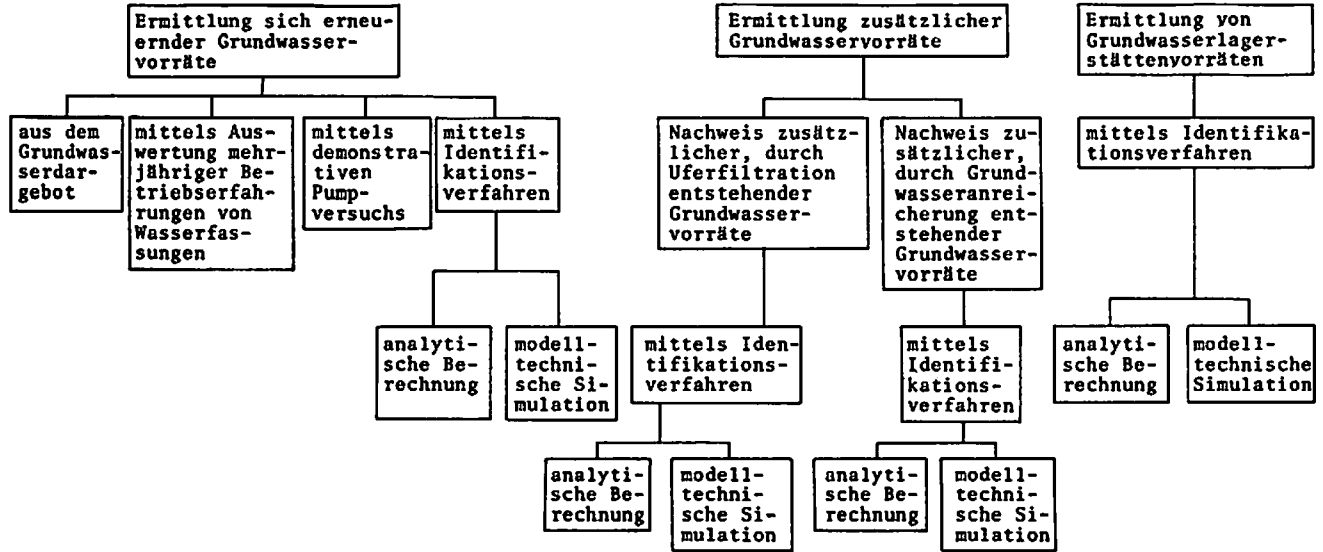 Ermittlung sich erneu-
ernder Grundwasser-
vorräte
Ermittlung zusätzlicher
Grundwasservorräte
Ermittlung von
Grundwasserlager-
stättenvorräten
aus dem
Grundwas-
serdar-
gebot
mittels Aus-
wertung mehr-
jähriger Be-
triebserfah-
rungen von
Wasserfas-
sungen
mittels
demonstra-
tiven
Pump-
versuchs
mittels
Identifi-
kations-
verfahren
Nachweis zusätz-
licher, durch
Uferfiltration
entstehender
Grundwasser-
vorräte
Nachweis zu-
sätzlicher,
durch Grund-
wasseranrei-
cherung ent-
stehender
Grundwasser-
vorräte
mittels Identifika-
tionsverfahren
analyti-
sche Be-
rechnung
modell-
techni-
sche Si-
mulation
mittels Iden-
tifikations-
verfahren
mittels
Identifi-
kations-
verfahren
analyti-
sche Be-
rechnung
modell-
technische
Simulation
analyti-
sche Be-
rechnung
modell-
techni-
sche Si-
mulation
analyti-
sche Be-
rechnung
modell-
techni-
sche Si-
mulation